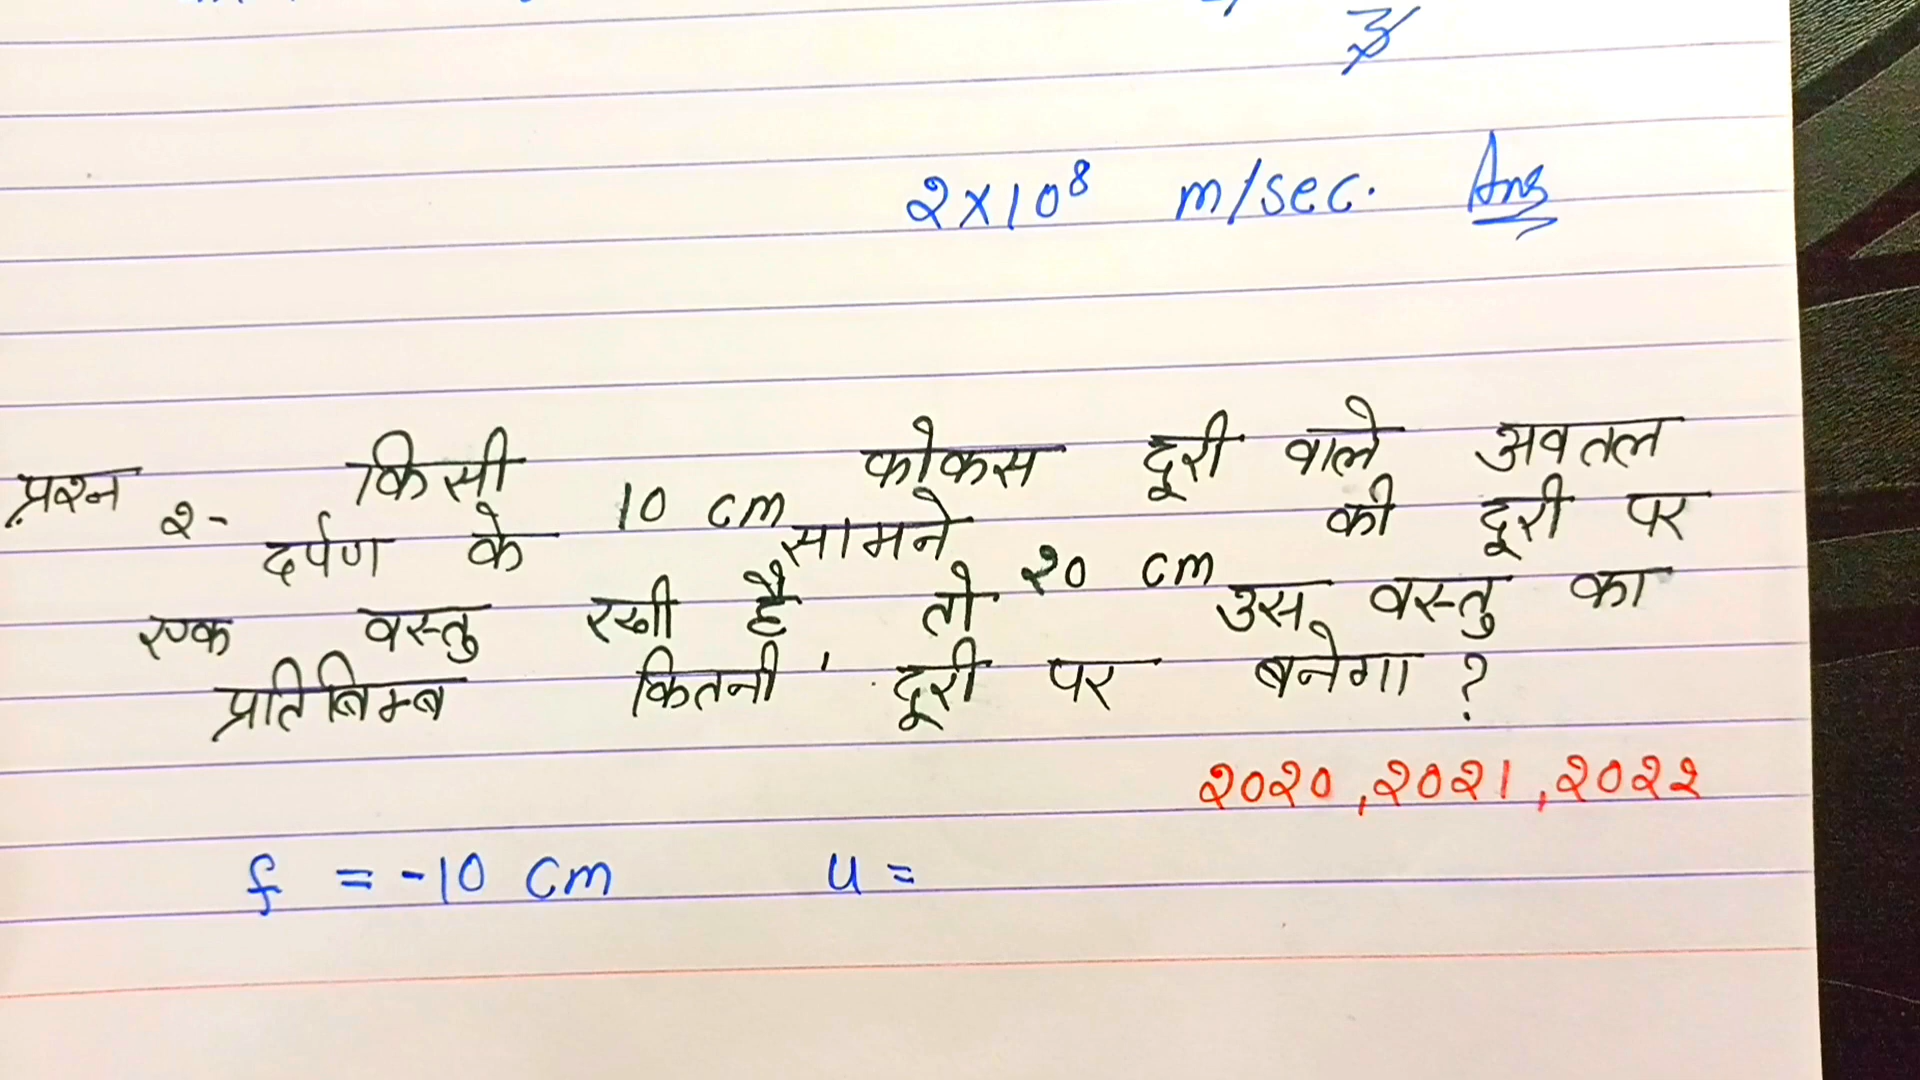 2×10⁸ m/sec. Ans
प्रश्न 2- किसी 10 cm फोकस दूरी वाले अवतल
दर्पण के सामने 20 cm की दूरी पर
एक वस्तु रखी है, तो उस वस्तु का
प्रतिबिम्ब कितनी दूरी पर बनेगा ?
2020, 2021, 2022
f = -10 cm u =